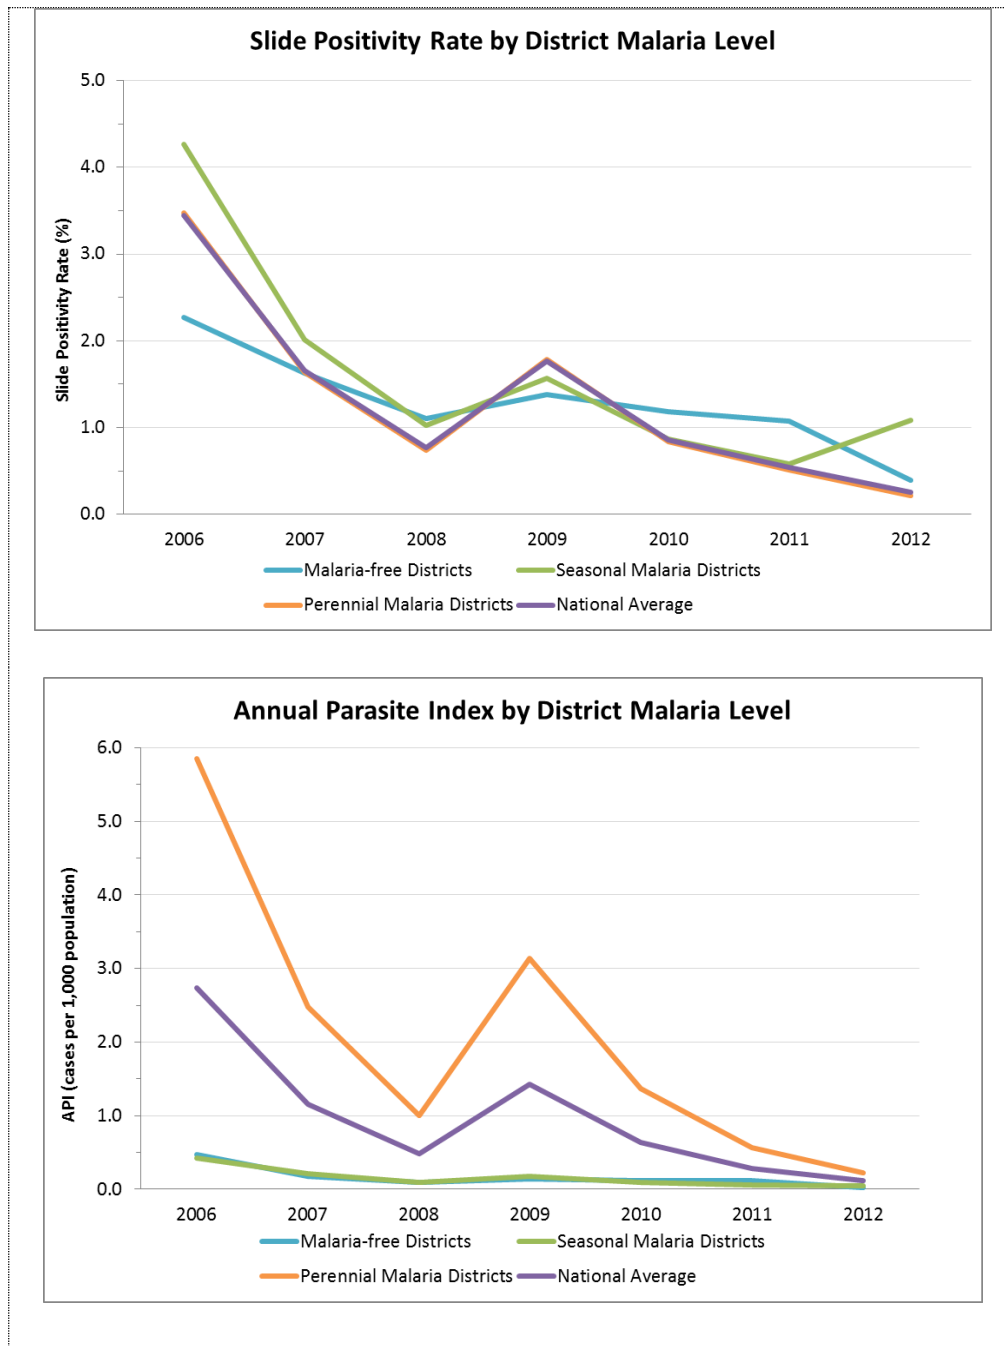 Slide Positivity Rate by District Malaria Level
Slide Positivity Rate (%)
5.0
4.0
3.0
2.0
1.0
0.0
2006 2007 2008 2009 2010 2011 2012
Malaria-free Districts Seasonal Malaria Districts
Perennial Malaria Districts National Average
Annual Parasite Index by District Malaria Level
API (cases per 1,000 population)
6.0
5.0
4.0
3.0
2.0
1.0
0.0
2006 2007 2008 2009 2010 2011 2012
Malaria-free Districts Seasonal Malaria Districts
Perennial Malaria Districts National Average